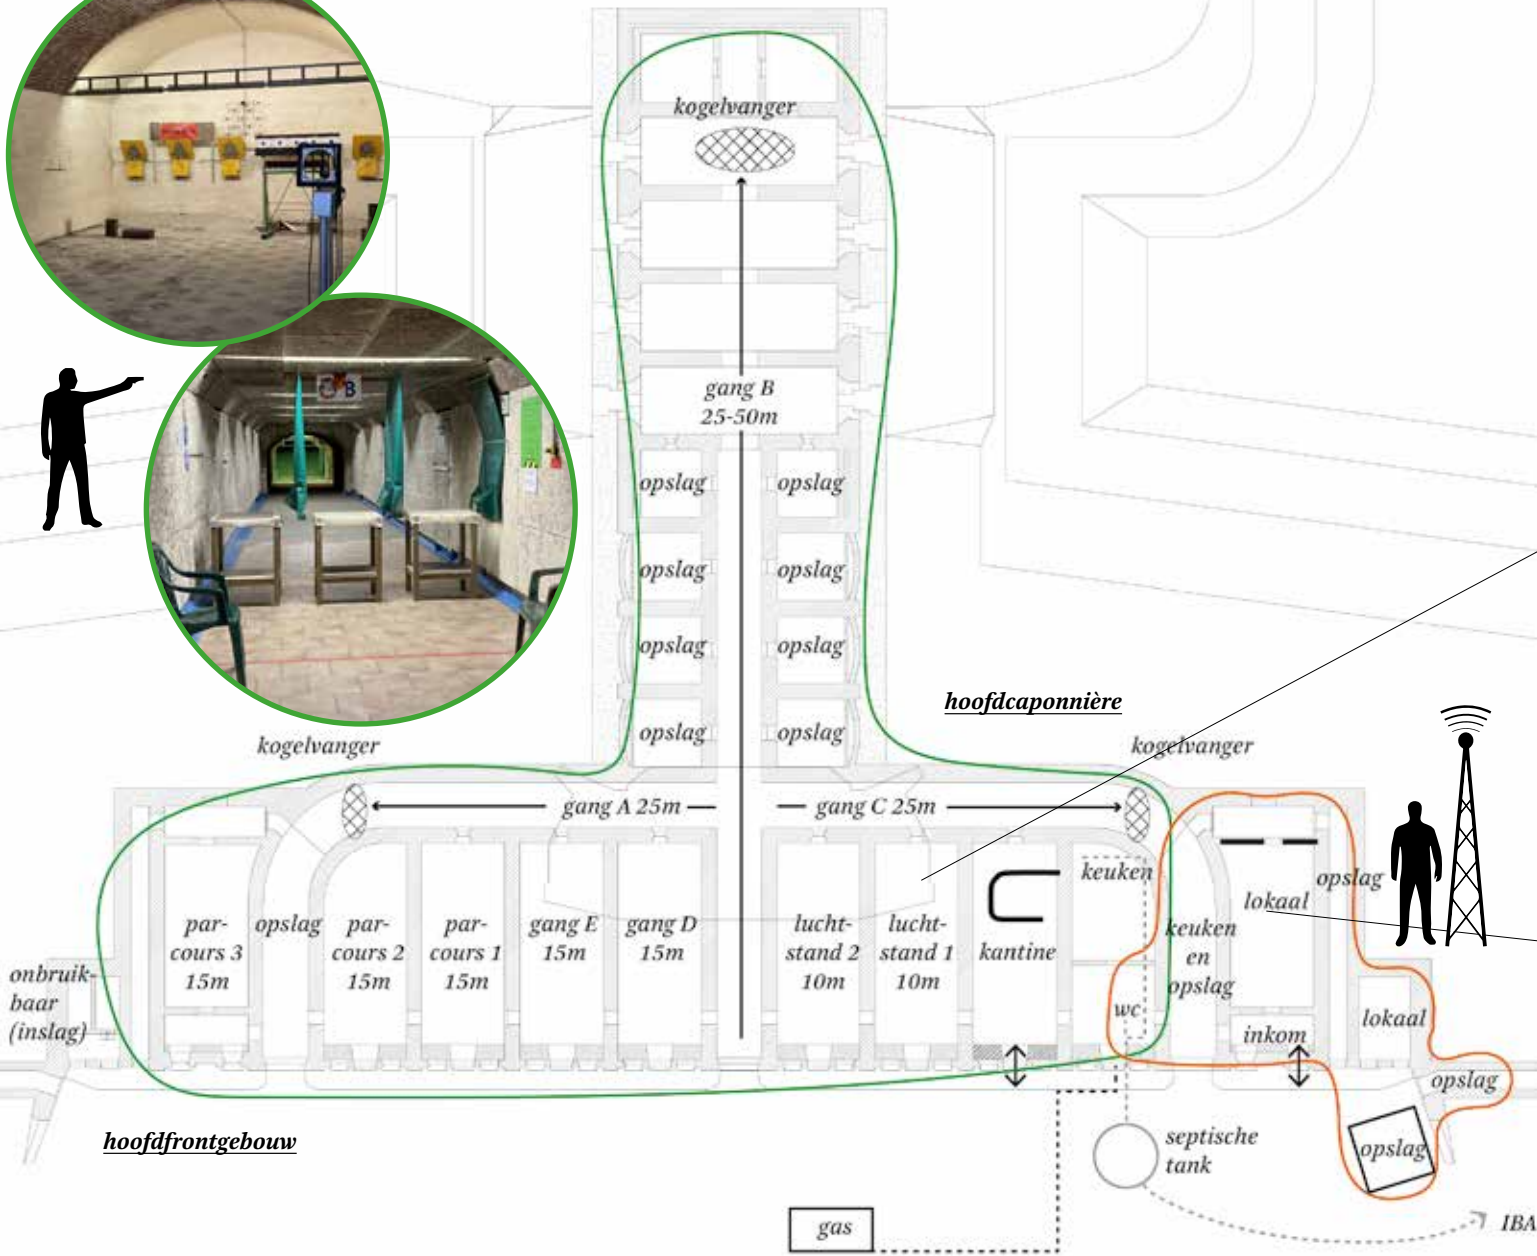 kogelvanger
B
gang B
25-50m
opslag
opslag
opslag
opslag
opslag
opslag
opslag
opslag
hoofdcaponnière
kogelvanger
kogelvanger
gang A 25m
gang C 25m
par-
cours 3
15m
opslag
par-
cours 2
15m
par-
cours 1
15m
gang E
15m
gang D
15m
lucht-
stand 2
10m
lucht-
stand 1
10m
kantine
keuken
wc
keuken
en
opslag
lokaal
opslag
inkom
lokaal
opslag
opslag
onbruik-
baar
(inslag)
hoofdfrontgebouw
septische
tank
gas
IBA